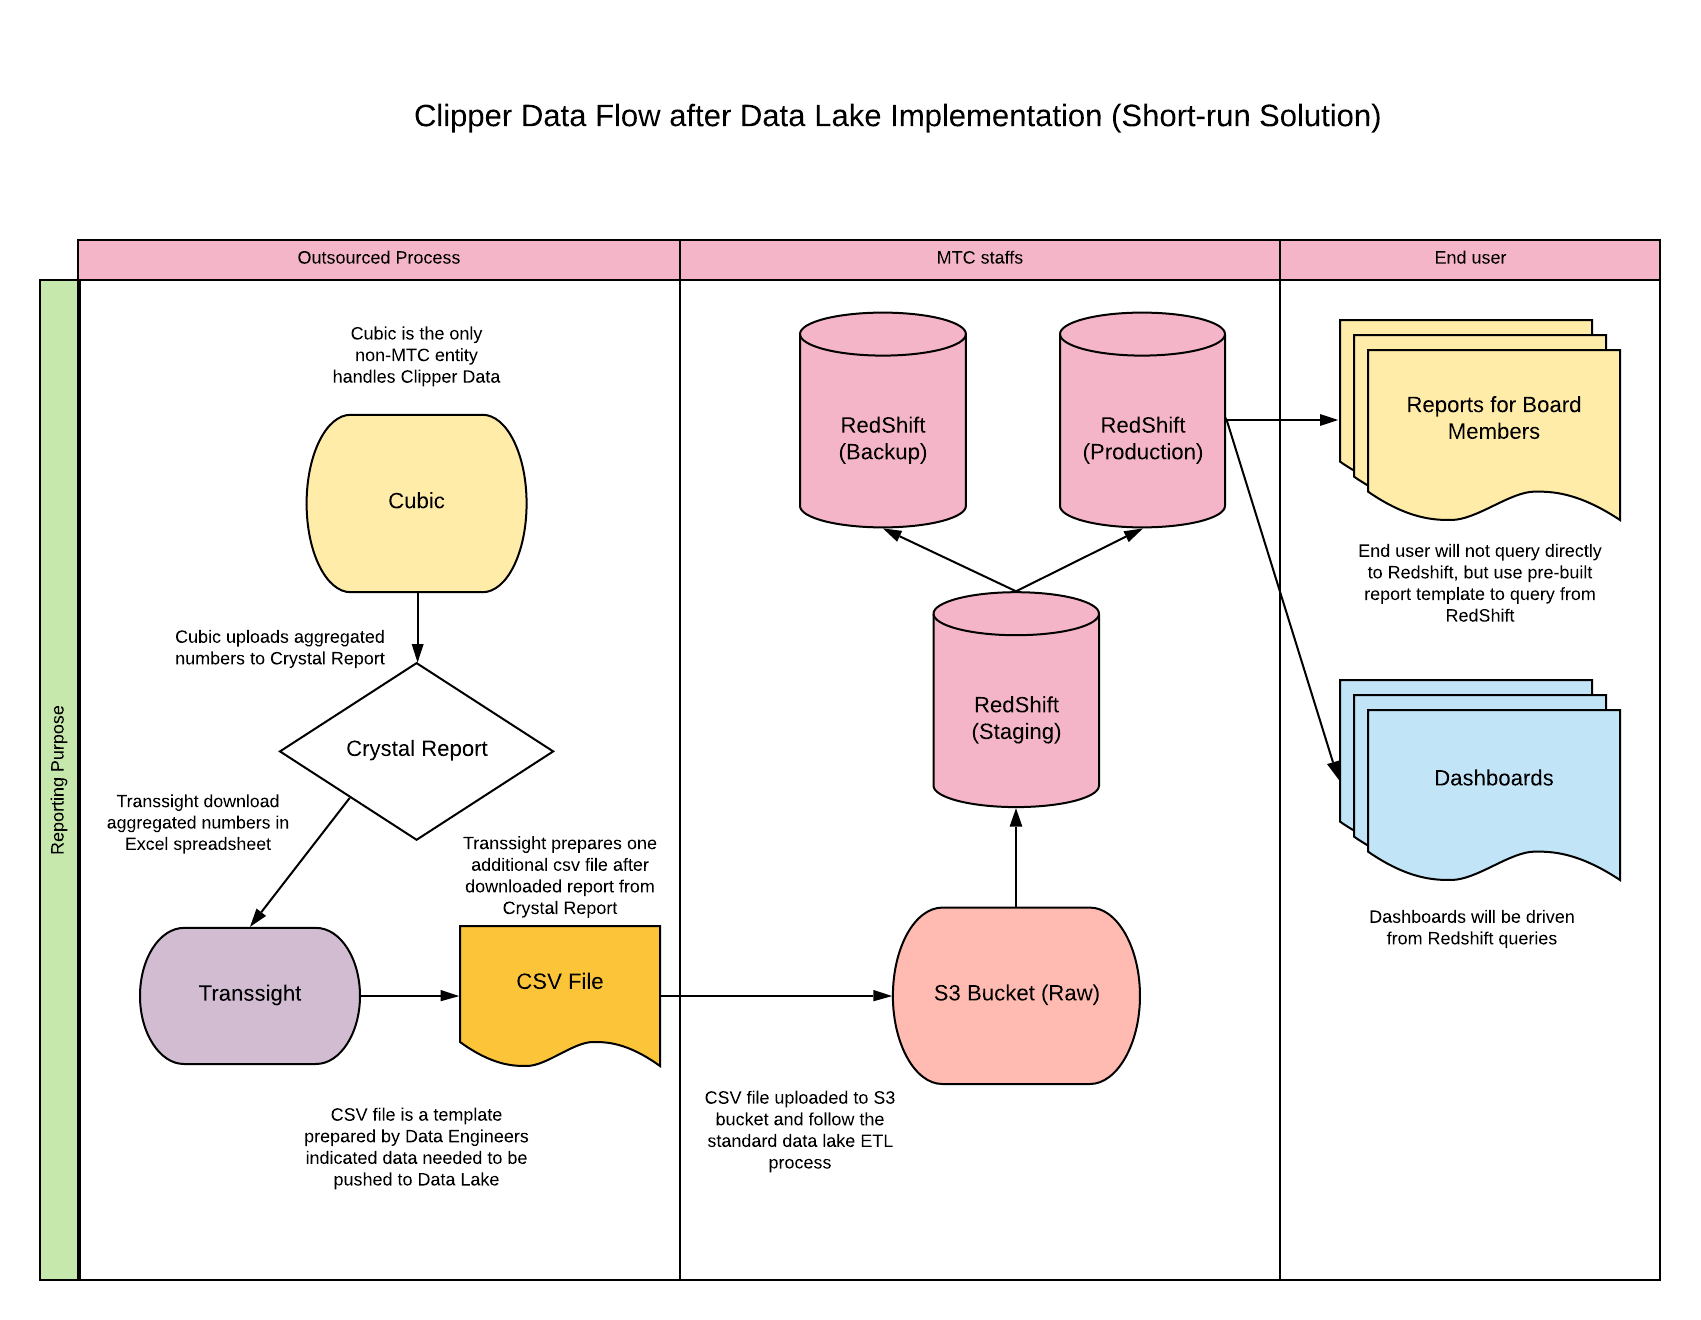 Clipper Data Flow after Data Lake Implementation (Short-run Solution)
Outsourced Process
MTC staffs
End user
Reporting Purpose
Cubic is the only
non-MTC entity
handles Clipper Data
Cubic
Cubic uploads aggregated
numbers to Crystal Report
Crystal Report
Transsight download
aggregated numbers in
Excel spreadsheet
Transsight
Transsight prepares one
additional csv file after
downloaded report from
Crystal Report
CSV File
CSV file is a template
prepared by Data Engineers
indicated data needed to be
pushed to Data Lake
RedShift
(Backup)
RedShift
(Production)
RedShift
(Staging)
S3 Bucket (Raw)
CSV file uploaded to S3
bucket and follow the
standard data lake ETL
process
Reports for Board
Members
End user will not query directly
to Redshift, but use pre-built
report template to query from
RedShift
Dashboards
Dashboards will be driven
from Redshift queries